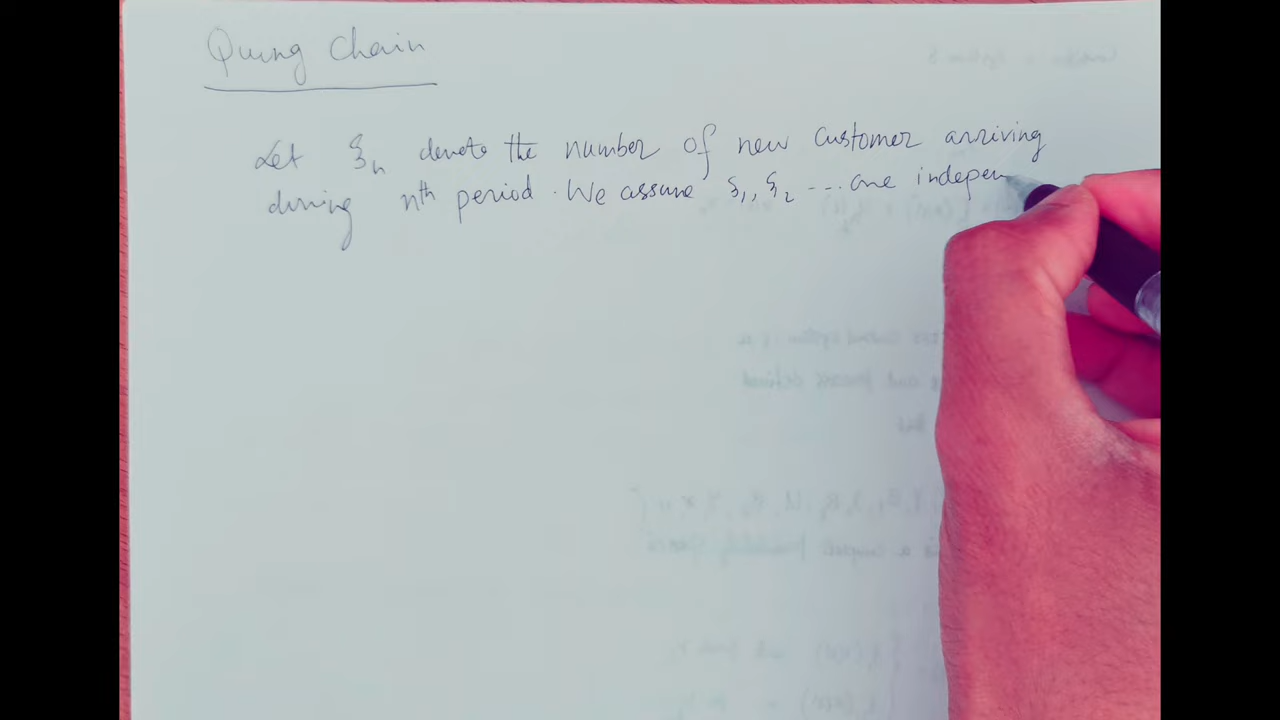 Quing Chain
Let ξn denote the number of new customer arriving
during nth period. We assume ξ1, ξ2 ... are indepen